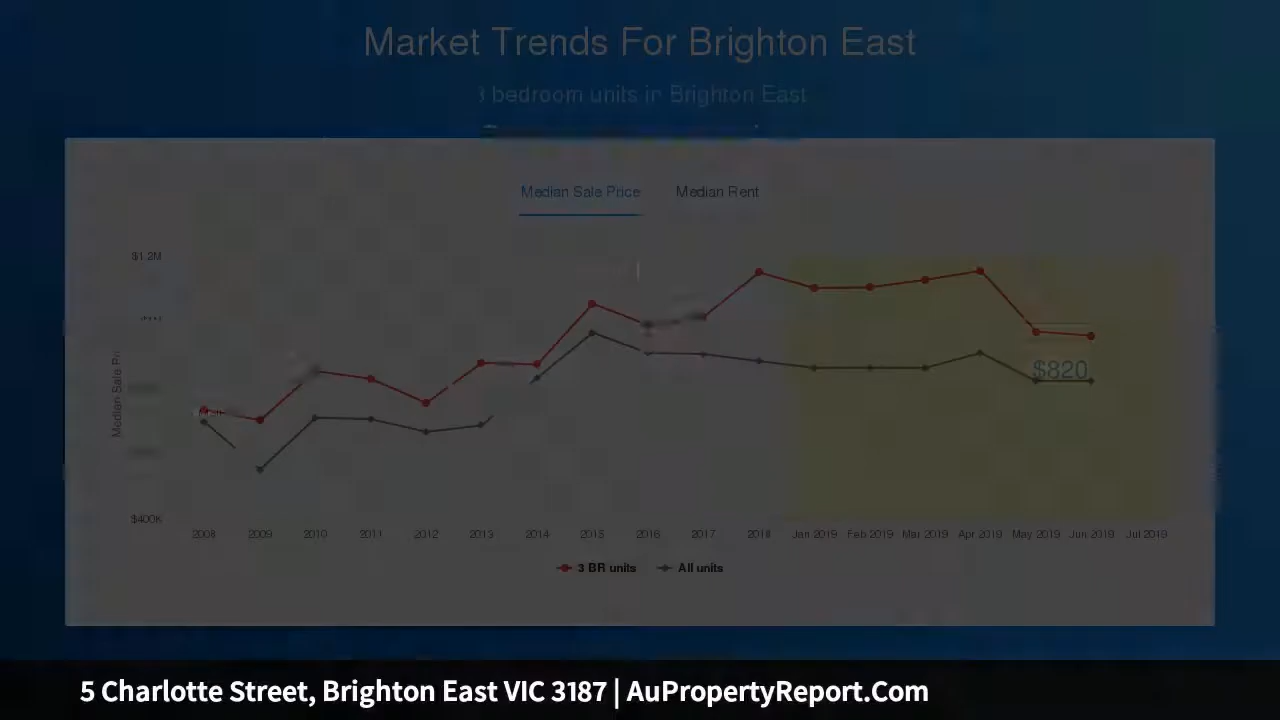 Market Trends For Brighton East
3 bedroom units in Brighton East
Median Sale Price Median Rent
$1.2M
Median Sale Pri
$820
$400K
2008 2009 2010 2011 2012 2013 2014 2015 2016 2017 2018 Jan 2019 Feb 2019 Mar 2019 Apr 2019 May 2019 Jun 2019 Jul 2019
3 BR units All units
5 Charlotte Street, Brighton East VIC 3187 | AuPropertyReport.Com